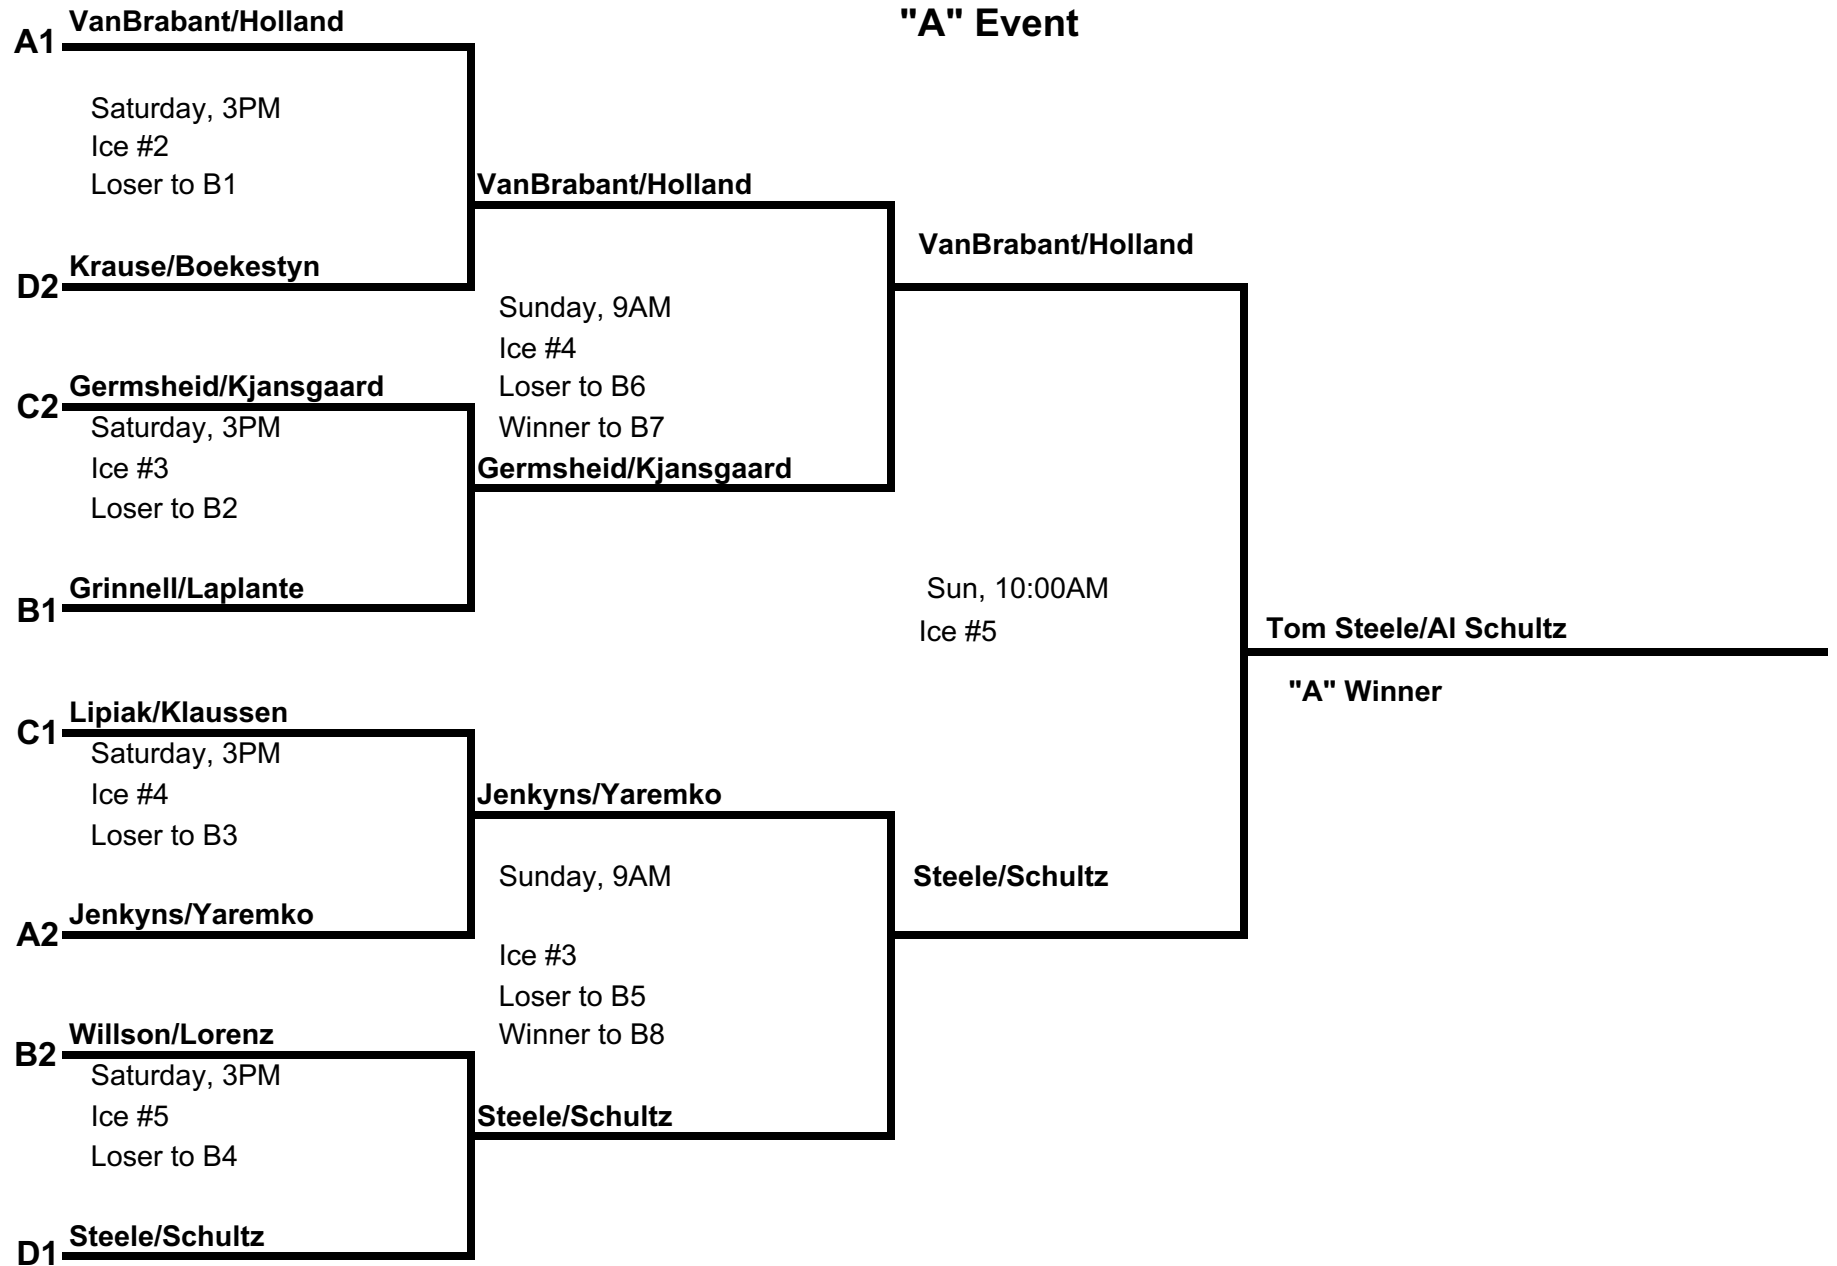 "A" Event
VanBrabant/Holland
A1
Saturday, 3PM
Ice #2
Loser to B1
VanBrabant/Holland
VanBrabant/Holland
Krause/Boekestyn
D2
Sunday, 9AM
Ice #4
Loser to B6
Winner to B7
Germsheid/Kjansgaard
C2
Saturday, 3PM
Ice #3
Loser to B2
Germsheid/Kjansgaard
Grinnell/Laplante
B1
Sun, 10:00AM
Ice #5
Tom Steele/Al Schultz
"A" Winner
Lipiak/Klaussen
C1
Saturday, 3PM
Ice #4
Loser to B3
Jenkyns/Yaremko
Sunday, 9AM
Steele/Schultz
Jenkyns/Yaremko
A2
Ice #3
Loser to B5
Winner to B8
Willson/Lorenz
B2
Saturday, 3PM
Ice #5
Loser to B4
Steele/Schultz
Steele/Schultz
D1